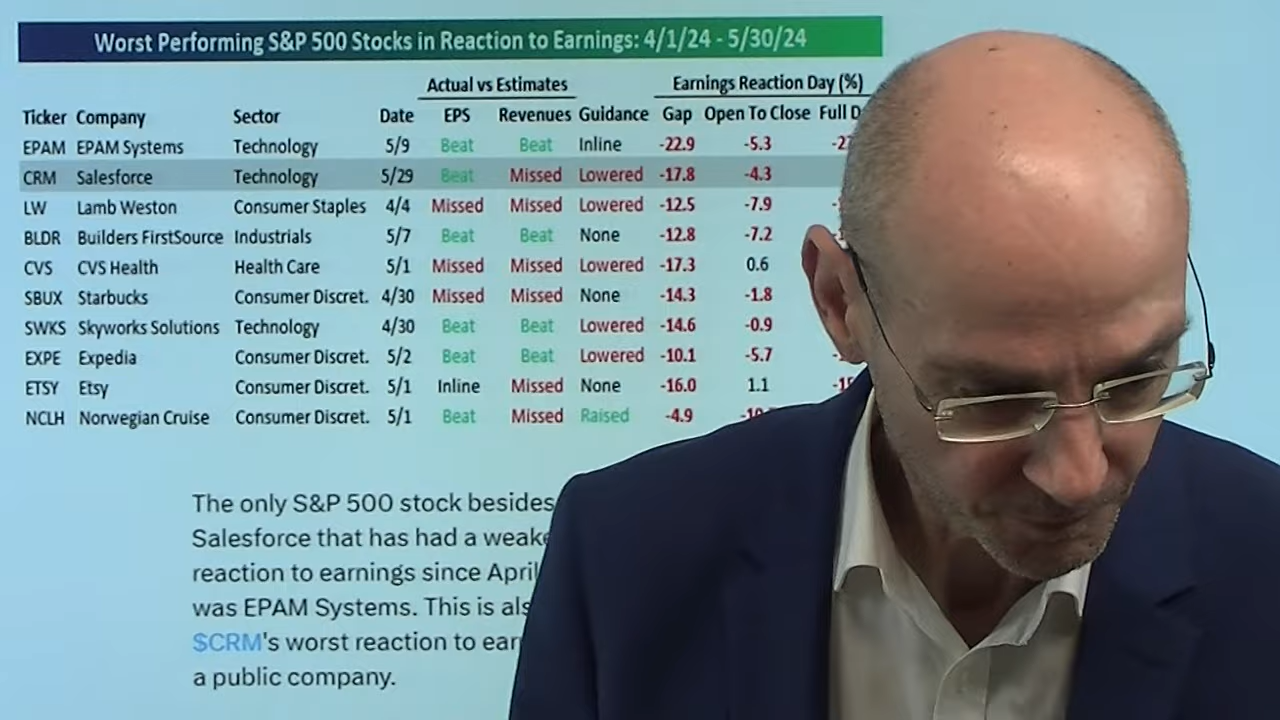 Worst Performing S&P 500 Stocks in Reaction to Earnings: 4/1/24 - 5/30/24
Actual vs Estimates Earnings Reaction Day (%)
Ticker Company Sector Date EPS Revenues Guidance Gap Open To Close Full
EPAM EPAM Systems Technology 5/9 Beat Beat Inline -22.9 -5.3
CRM Salesforce Technology 5/29 Beat Missed Lowered -17.8 -4.3
LW Lamb Weston Consumer Staples 4/4 Missed Missed Lowered -12.5 -7.9
BLDR Builders FirstSource Industrials 5/7 Beat Beat None -12.8 -7.2
CVS CVS Health Health Care 5/1 Missed Missed Lowered -17.3 0.6
SBUX Starbucks Consumer Discret. 4/30 Missed Missed None -14.3 -1.8
SWKS Skyworks Solutions Technology 4/30 Beat Beat Lowered -14.6 -0.9
EXPE Expedia Consumer Discret. 5/2 Beat Beat Lowered -10.1 -5.7
ETSY Etsy Consumer Discret. 5/1 Inline Missed None -16.0 1.1
NCLH Norwegian Cruise Consumer Discret. 5/1 Beat Missed Raised -4.9
The only S&P 500 stock besides
Salesforce that has had a
reaction to earnings since April
was EPAM Systems. This is
$CRM's worst reaction to
a public company.